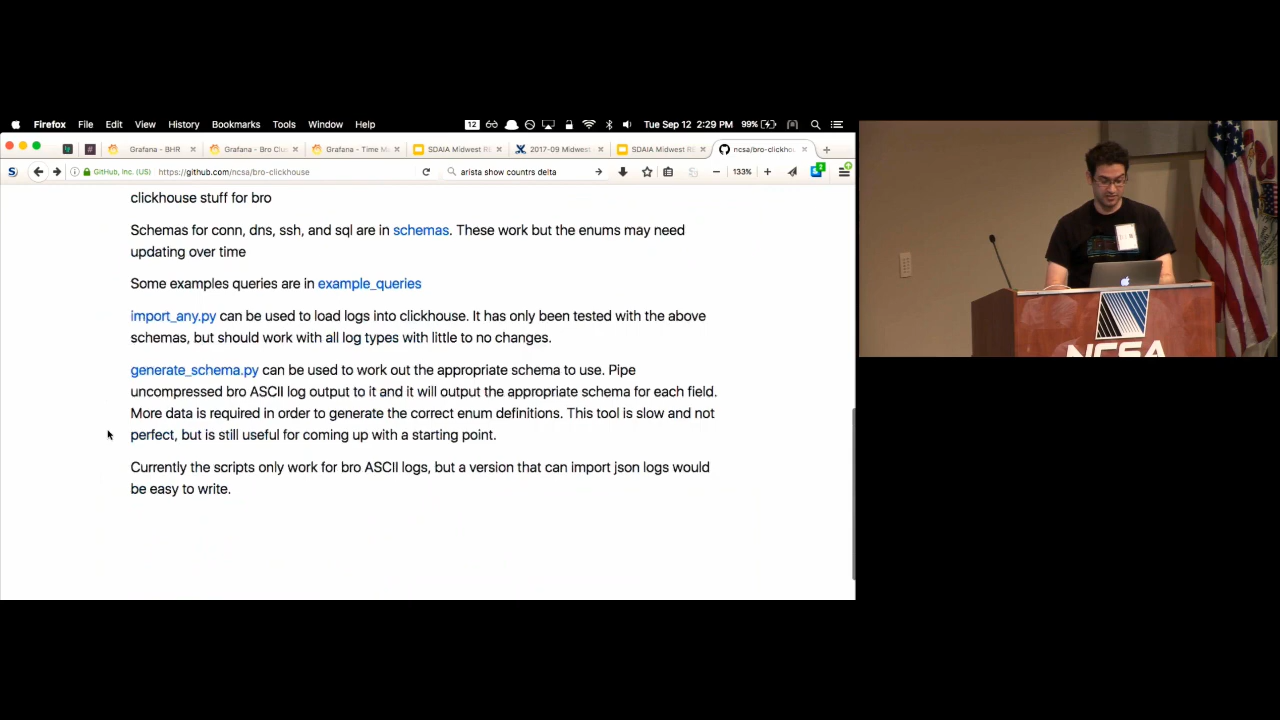 Firefox File Edit View History Bookmarks Tools Window Help 12 99% Tue Sep 12 2:29 PM
Grafana - BHR
Grafana - Bro Clus
Grafana - Time M
SDAIA Midwest RE
2017-09 Midwest
SDAIA Midwest RE
ncsa/bro-clickhou
GitHub, Inc. (US) https://github.com/ncsa/bro-clickhouse arista show countrs delta 133%
clickhouse stuff for bro
Schemas for conn, dns, ssh, and sql are in schemas. These work but the enums may need
updating over time
Some examples queries are in example_queries
import_any.py can be used to load logs into clickhouse. It has only been tested with the above
schemas, but should work with all log types with little to no changes.
generate_schema.py can be used to work out the appropriate schema to use. Pipe
uncompressed bro ASCII log output to it and it will output the appropriate schema for each field.
More data is required in order to generate the correct enum definitions. This tool is slow and not
perfect, but is still useful for coming up with a starting point.
Currently the scripts only work for bro ASCII logs, but a version that can import json logs would
be easy to write.
NCSA